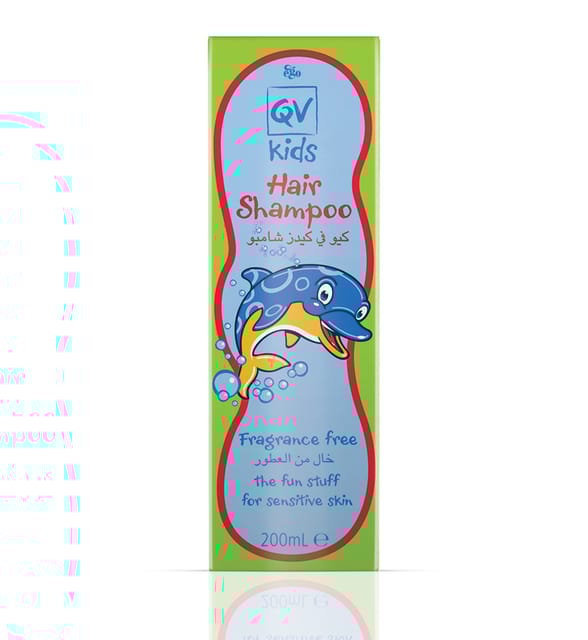 ego
QV
kids
Hair
Shampoo
كيو في كيدز شامبو
Fragrance free
خال من العطور
the fun stuff
for sensitive skin
200mL ℮